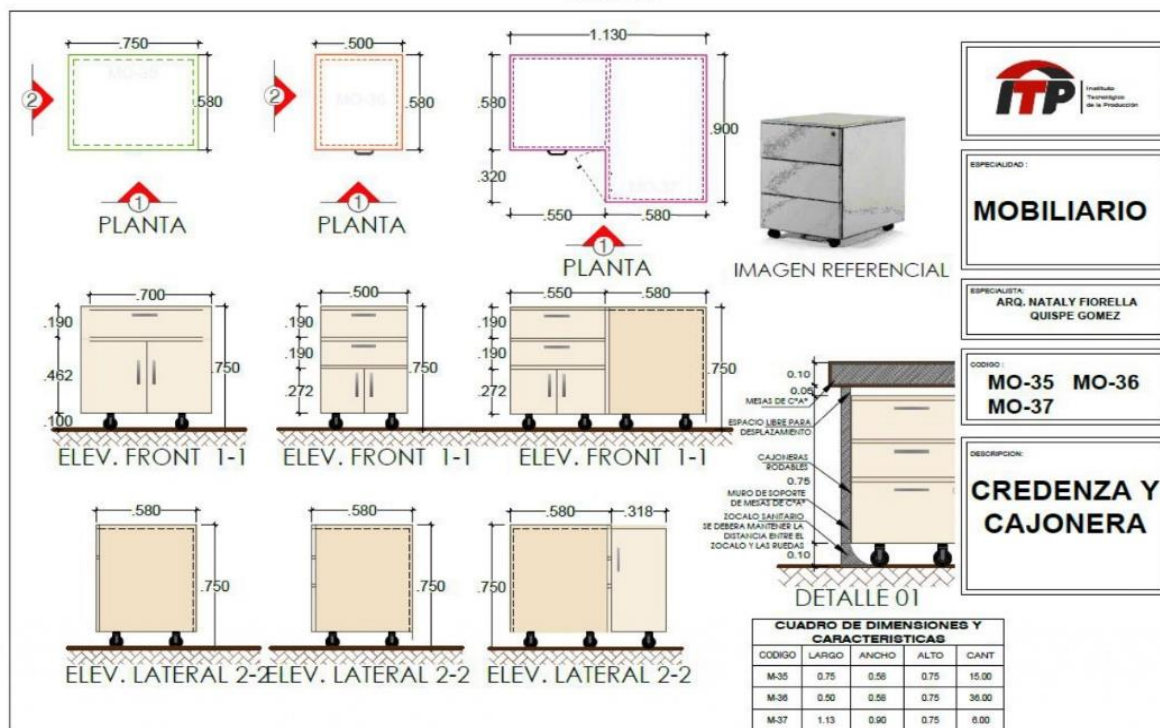 .750
.580
MO-35
2
1
PLANTA
.500
.580
MO-36
2
1
PLANTA
1.130
.580
.900
.320
MO-37
.550
.580
1
PLANTA
IMAGEN REFERENCIAL
ITP
Instituto
Tecnológico
de la Producción
ESPECIALIDAD :
MOBILIARIO
ESPECIALISTA:
ARQ. NATALY FIORELLA
QUISPE GOMEZ
CODIGO :
MO-35 MO-36
MO-37
DESCRIPCION:
CREDENZA Y
CAJONERA
.700
.190
.462
.100
.750
ELEV. FRONT 1-1
.500
.190
.190
.272
.750
ELEV. FRONT 1-1
.550
.580
.190
.190
.272
.750
ELEV. FRONT 1-1
.580
.750
ELEV. LATERAL 2-2
.580
.750
ELEV. LATERAL 2-2
.580
.318
.750
.750
ELEV. LATERAL 2-2
0.10
0.05
MESAS DE C°A°
ESPACIO LIBRE PARA
DESPLAZAMIENTO
CAJONERAS
RODABLES
0.75
MURO DE SOPORTE
DE MESAS DE C°A°
ZOCALO SANITARIO
SE DEBERA MANTENER LA
DISTANCIA ENTRE EL
ZOCALO Y LAS RUEDAS
0.10
DETALLE 01
CUADRO DE DIMENSIONES Y
CARACTERISTICAS
CODIGO LARGO ANCHO ALTO CANT
M-35 0.75 0.58 0.75 15.00
M-36 0.50 0.58 0.75 36.00
M-37 1.13 0.90 0.75 6.00